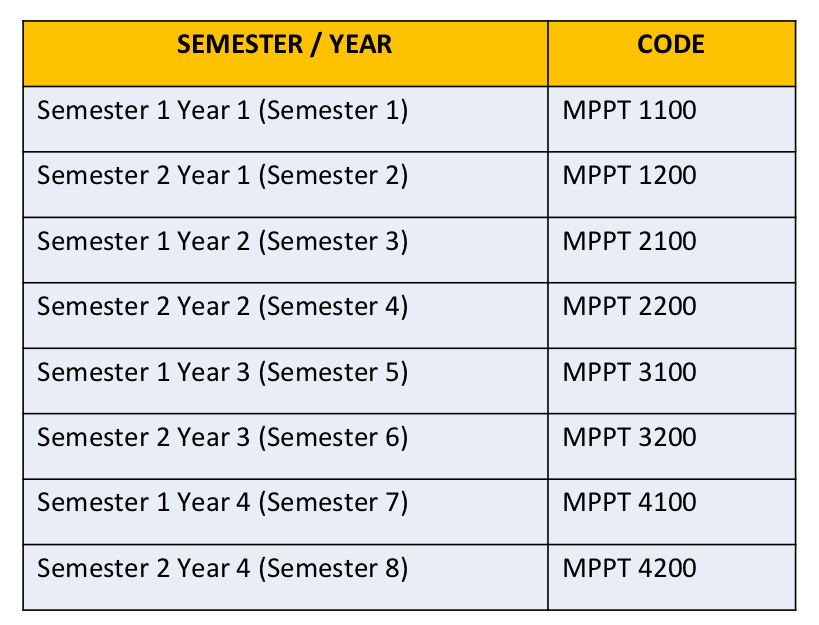 SEMESTER / YEAR CODE
Semester 1 Year 1 (Semester 1) MPPT 1100
Semester 2 Year 1 (Semester 2) MPPT 1200
Semester 1 Year 2 (Semester 3) MPPT 2100
Semester 2 Year 2 (Semester 4) MPPT 2200
Semester 1 Year 3 (Semester 5) MPPT 3100
Semester 2 Year 3 (Semester 6) MPPT 3200
Semester 1 Year 4 (Semester 7) MPPT 4100
Semester 2 Year 4 (Semester 8) MPPT 4200